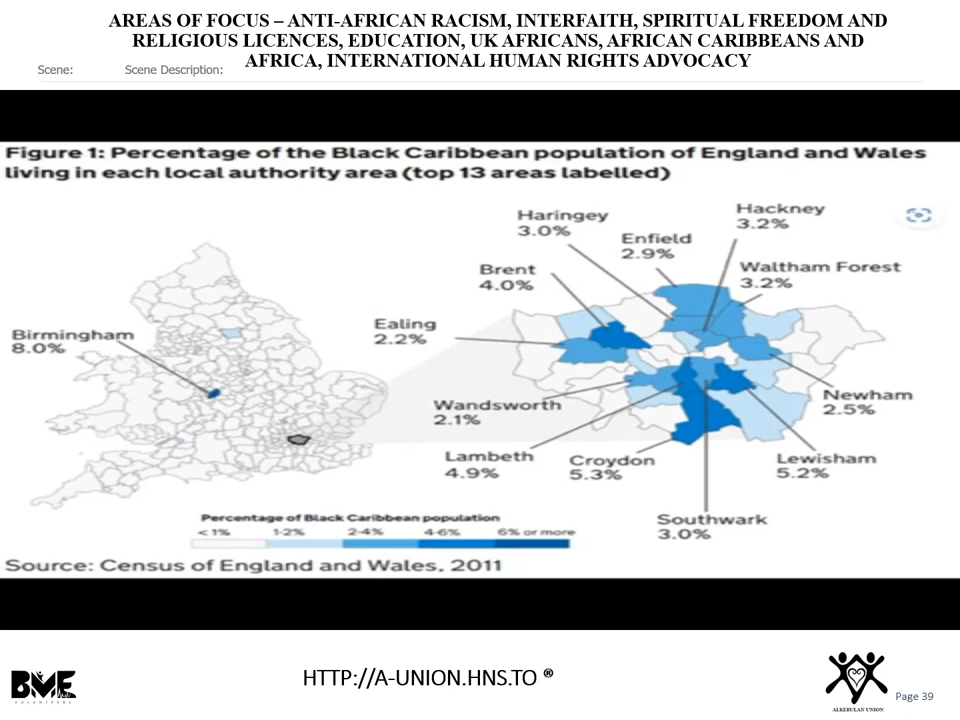 AREAS OF FOCUS – ANTI-AFRICAN RACISM, INTERFAITH, SPIRITUAL FREEDOM AND
RELIGIOUS LICENCES, EDUCATION, UK AFRICANS, AFRICAN CARIBBEANS AND
AFRICA, INTERNATIONAL HUMAN RIGHTS ADVOCACY
Scene:
Scene Description:
Figure 1: Percentage of the Black Caribbean population of England and Wales
living in each local authority area (top 13 areas labelled)
Haringey
3.0%
Hackney
3.2%
Enfield
2.9%
Brent
4.0%
Waltham Forest
3.2%
Ealing
2.2%
Birmingham
8.0%
Wandsworth
2.1%
Newham
2.5%
Lambeth
4.9%
Croydon
5.3%
Lewisham
5.2%
Southwark
3.0%
Percentage of Black Caribbean population
< 1% 1-2% 2-4% 4-6% 6% or more
Source: Census of England and Wales, 2011
BME
VOLUNTEERS
HTTP://A-UNION.HNS.TO ®
ALKEBULAN UNION
Page 39